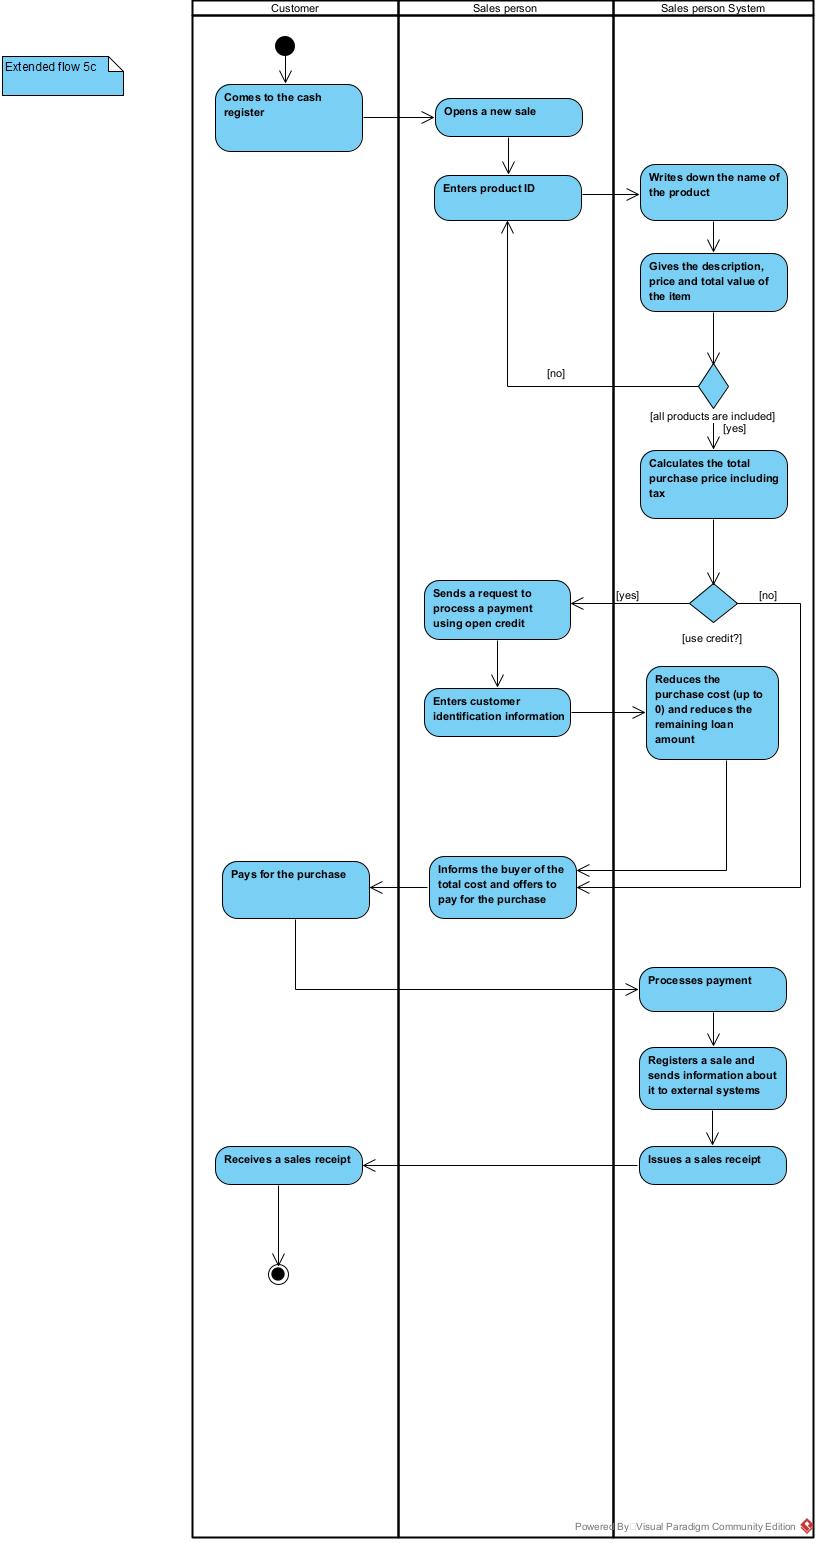 Customer
Sales person
Sales person System
Extended flow 5c
Comes to the cash
register
Opens a new sale
Enters product ID
Writes down the name of
the product
Gives the description,
price and total value of
the item
[no]
[all products are included]
[yes]
Calculates the total
purchase price including
tax
Sends a request to
process a payment
using open credit
[yes]
[no]
[use credit?]
Enters customer
identification information
Reduces the
purchase cost (up to
0) and reduces the
remaining loan
amount
Pays for the purchase
Informs the buyer of the
total cost and offers to
pay for the purchase
Processes payment
Registers a sale and
sends information about
it to external systems
Receives a sales receipt
Issues a sales receipt
Powered By Visual Paradigm Community Edition